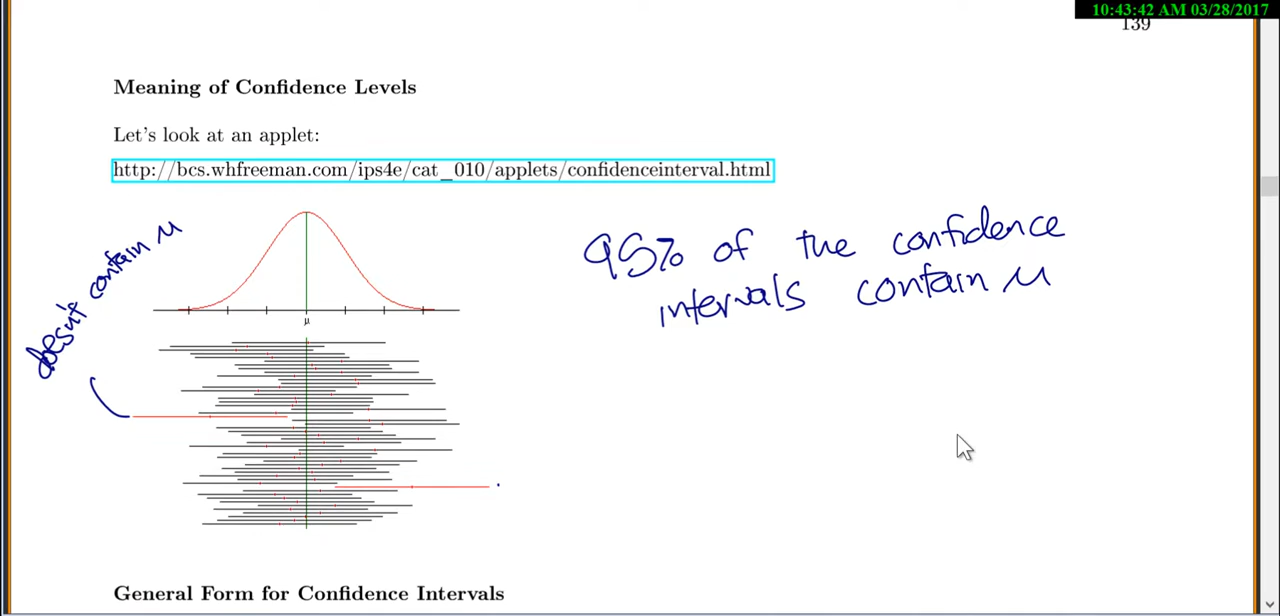 10:43:42 AM 03/28/2017
139
Meaning of Confidence Levels
Let's look at an applet:
http://bcs.whfreeman.com/ips4e/cat_010/applets/confidenceinterval.html
doesn't contain μ
95% of the confidence
intervals contain μ
μ
General Form for Confidence Intervals